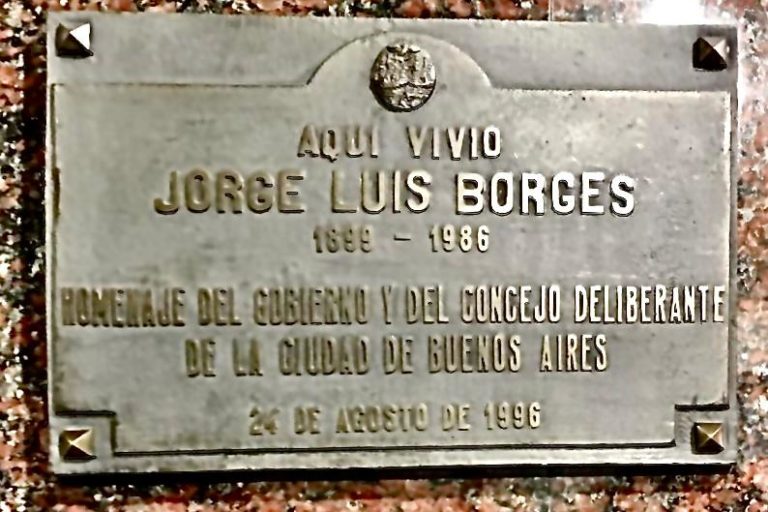 AQUI VIVIO
JORGE LUIS BORGES
1899 - 1986
HOMENAJE DEL GOBIERNO Y DEL CONCEJO DELIBERANTE
DE LA CIUDAD DE BUENOS AIRES
24 DE AGOSTO DE 1996